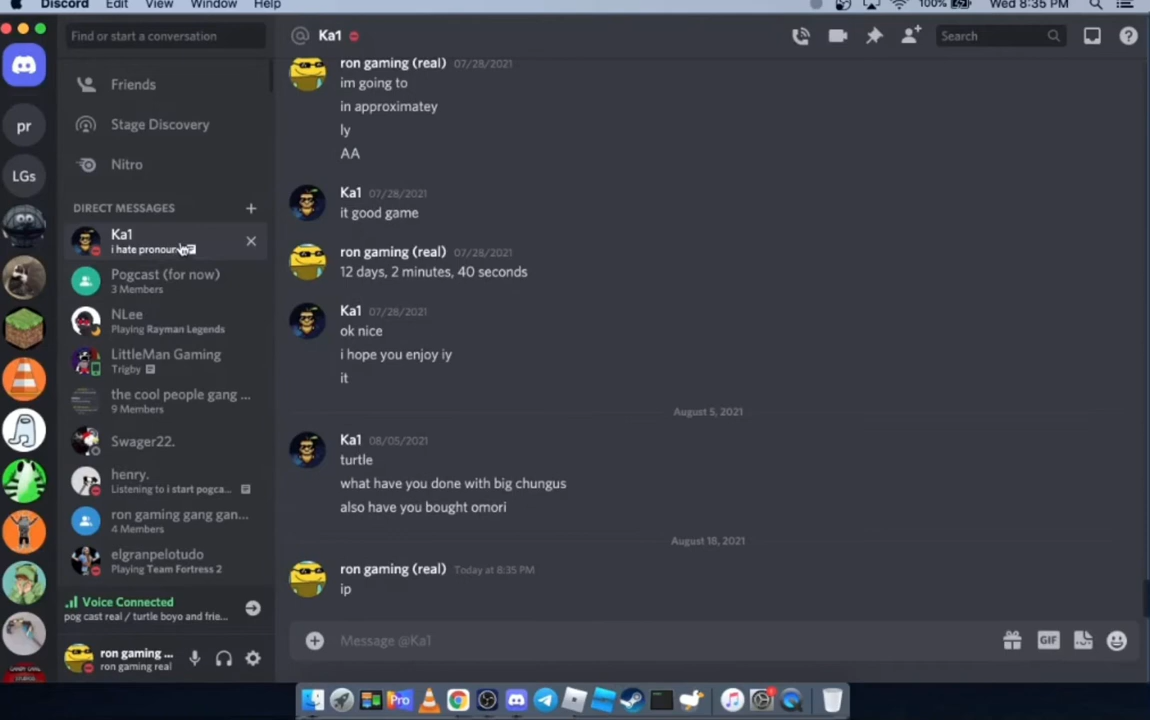 Discord Edit View Window Help
100% Wed 8:35 PM
Find or start a conversation
@ Ka1
Search
pr
LGs
Friends
Stage Discovery
Nitro
DIRECT MESSAGES +
Ka1
i hate pronour
Pogcast (for now)
3 Members
NLee
Playing Rayman Legends
LittleMan Gaming
Trigby
the cool people gang ...
9 Members
Swager22.
henry.
Listening to i start pogca...
ron gaming gang gan...
4 Members
elgranpelotudo
Playing Team Fortress 2
Voice Connected
pog cast real / turtle boyo and frie...
ron gaming ...
ron gaming real
ron gaming (real) 07/28/2021
im going to
in approximatey
ly
AA
Ka1 07/28/2021
it good game
ron gaming (real) 07/28/2021
12 days, 2 minutes, 40 seconds
Ka1 07/28/2021
ok nice
i hope you enjoy iy
it
August 5, 2021
Ka1 08/05/2021
turtle
what have you done with big chungus
also have you bought omori
August 18, 2021
ron gaming (real) Today at 8:35 PM
ip
Message @Ka1
GIF
Pro